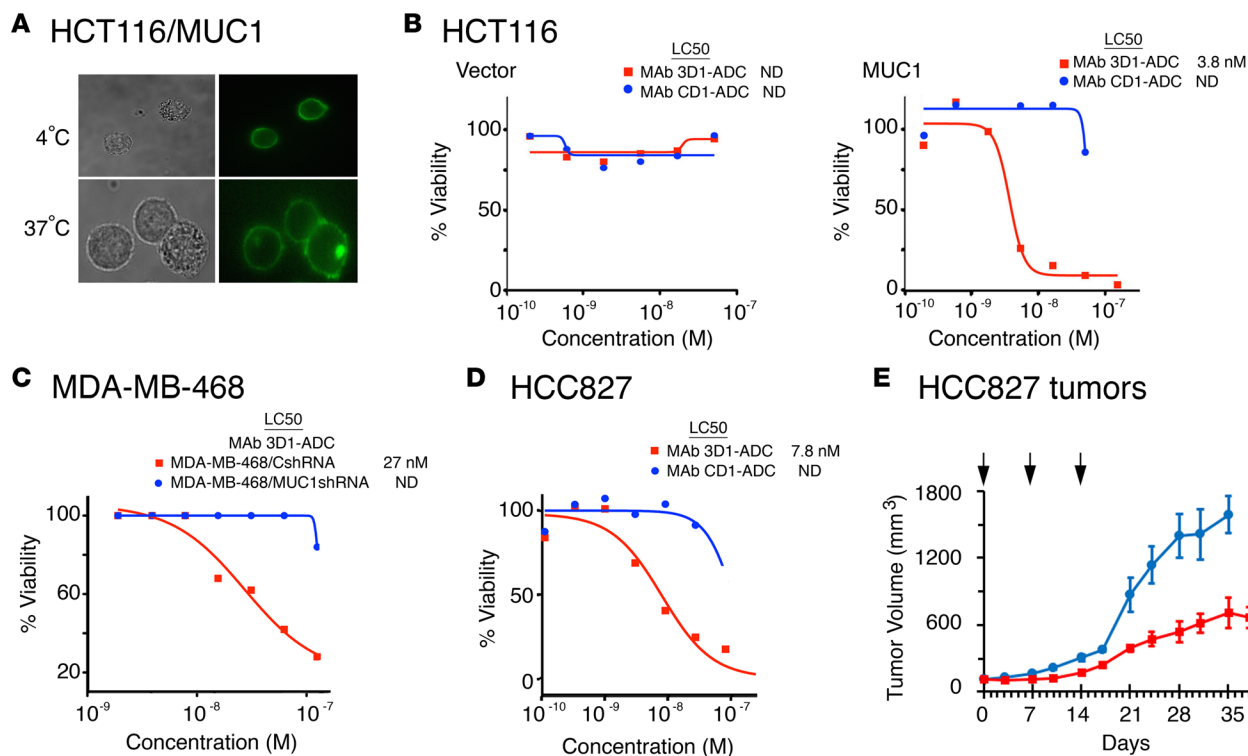 A HCT116/MUC1
4°C
37°C
B HCT116
Vector
LC50
MAb 3D1-ADC ND
MAb CD1-ADC ND
% Viability
100
50
0
10-10 10-9 10-8 10-7
Concentration (M)
MUC1
LC50
MAb 3D1-ADC 3.8 nM
MAb CD1-ADC ND
% Viability
100
50
0
10-10 10-9 10-8 10-7
Concentration (M)
C MDA-MB-468
LC50
MAb 3D1-ADC
MDA-MB-468/CshRNA 27 nM
MDA-MB-468/MUC1shRNA ND
% Viability
100
60
20
10-9 10-8 10-7
Concentration (M)
D HCC827
LC50
MAb 3D1-ADC 7.8 nM
MAb CD1-ADC ND
% Viability
100
50
0
10-10 10-9 10-8 10-7
Concentration (M)
E HCC827 tumors
Tumor Volume (mm3)
1800
1200
600
0
0 7 14 21 28 35
Days